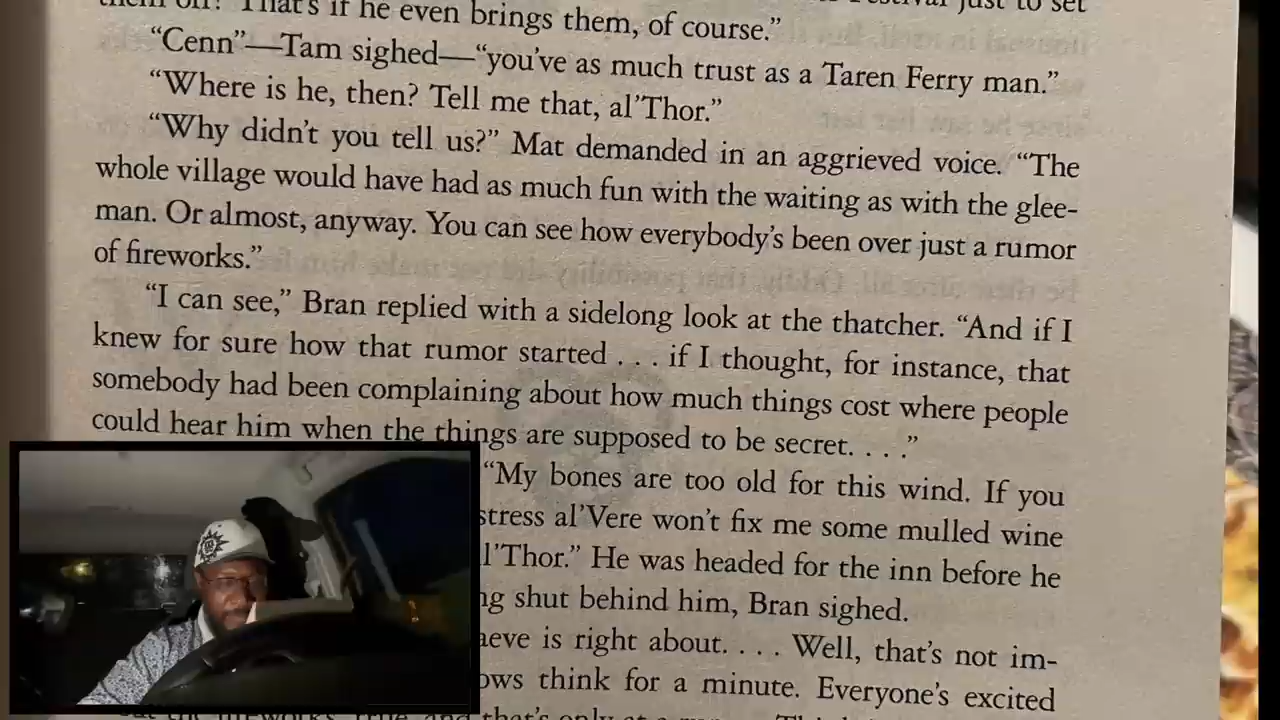 them off? That's if he even brings them, of course.” Festival just to set
“Cenn”—Tam sighed—“you've as much trust as a Taren Ferry man.”
“Where is he, then? Tell me that, al'Thor.”
“Why didn't you tell us?” Mat demanded in an aggrieved voice. “The
whole village would have had as much fun with the waiting as with the glee-
man. Or almost, anyway. You can see how everybody's been over just a rumor
of fireworks.”
“I can see,” Bran replied with a sidelong look at the thatcher. “And if I
knew for sure how that rumor started . . . if I thought, for instance, that
somebody had been complaining about how much things cost where people
could hear him when the things are supposed to be secret. . . .”
“My bones are too old for this wind. If you
stress al'Vere won't fix me some mulled wine
l'Thor.” He was headed for the inn before he
ng shut behind him, Bran sighed.
aeve is right about. . . . Well, that's not im-
ows think for a minute. Everyone's excited